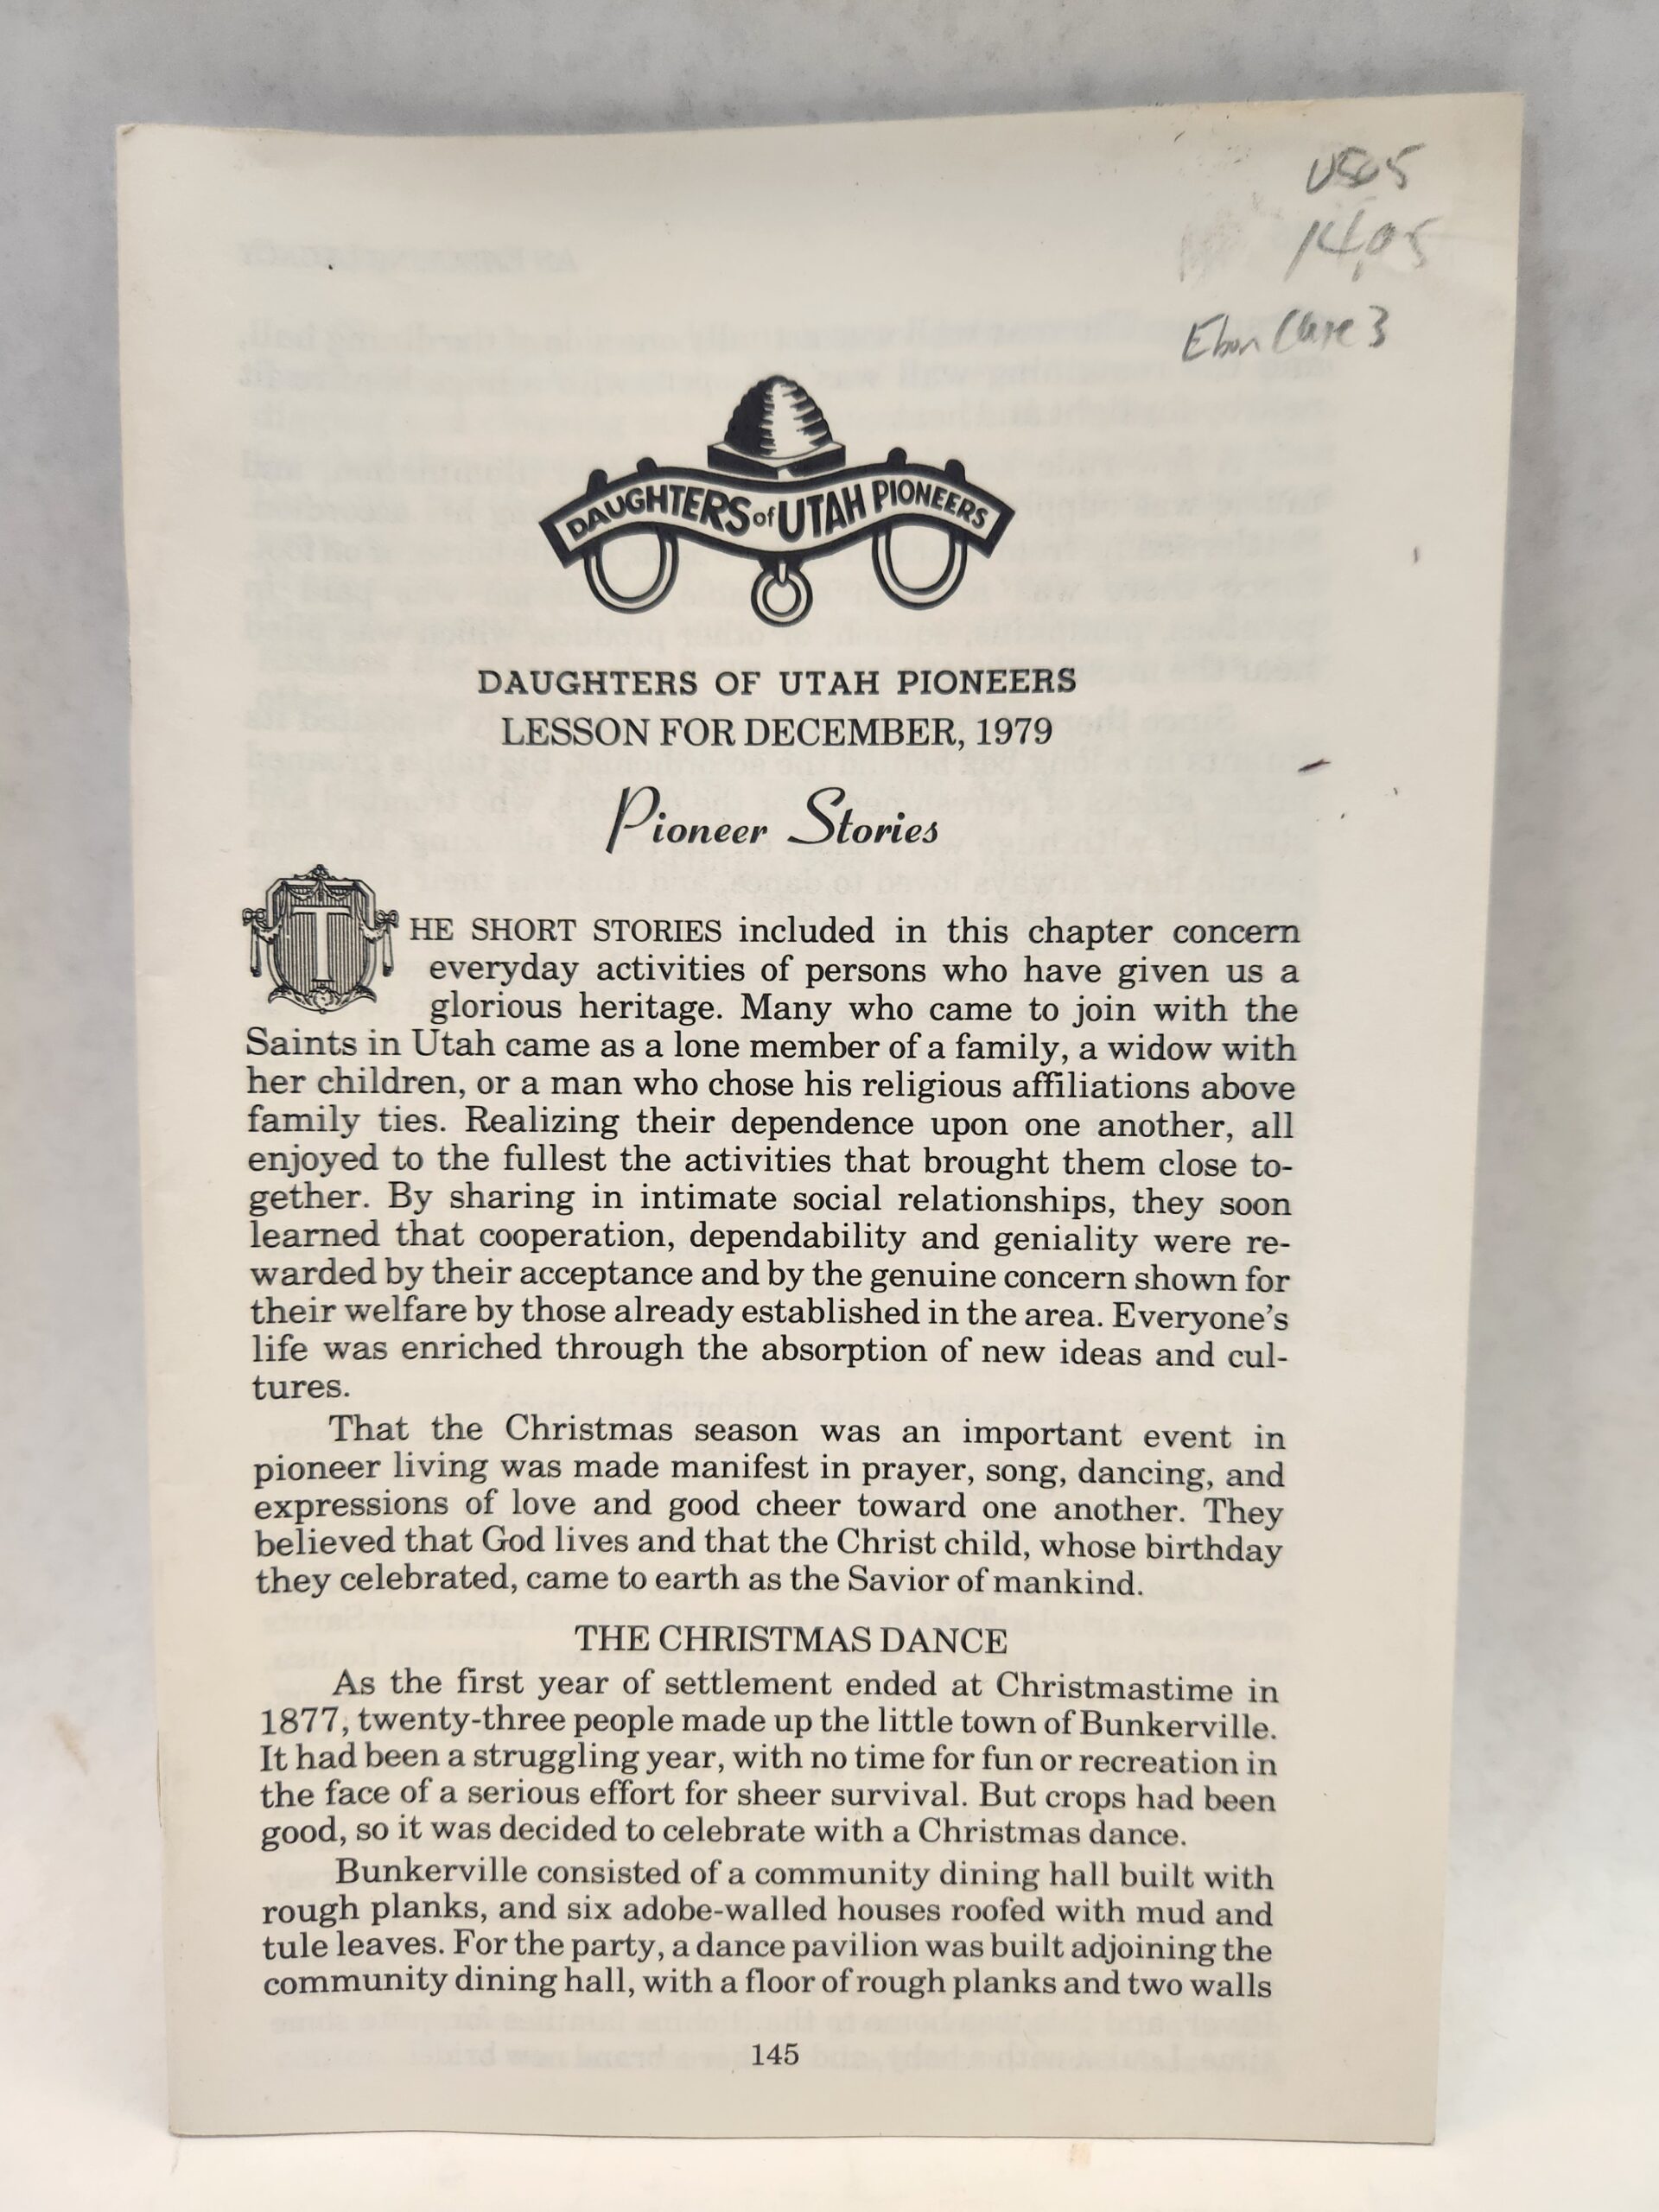 14.05
DAUGHTERS of UTAH PIONEERS
DAUGHTERS OF UTAH PIONEERS
LESSON FOR DECEMBER, 1979
Pioneer Stories
THE SHORT STORIES included in this chapter concern
everyday activities of persons who have given us a
glorious heritage. Many who came to join with the
Saints in Utah came as a lone member of a family, a widow with
her children, or a man who chose his religious affiliations above
family ties. Realizing their dependence upon one another, all
enjoyed to the fullest the activities that brought them close to-
gether. By sharing in intimate social relationships, they soon
learned that cooperation, dependability and geniality were re-
warded by their acceptance and by the genuine concern shown for
their welfare by those already established in the area. Everyone's
life was enriched through the absorption of new ideas and cul-
tures.
That the Christmas season was an important event in
pioneer living was made manifest in prayer, song, dancing, and
expressions of love and good cheer toward one another. They
believed that God lives and that the Christ child, whose birthday
they celebrated, came to earth as the Savior of mankind.
THE CHRISTMAS DANCE
As the first year of settlement ended at Christmastime in
1877, twenty-three people made up the little town of Bunkerville.
It had been a struggling year, with no time for fun or recreation in
the face of a serious effort for sheer survival. But crops had been
good, so it was decided to celebrate with a Christmas dance.
Bunkerville consisted of a community dining hall built with
rough planks, and six adobe-walled houses roofed with mud and
tule leaves. For the party, a dance pavilion was built adjoining the
community dining hall, with a floor of rough planks and two walls
145